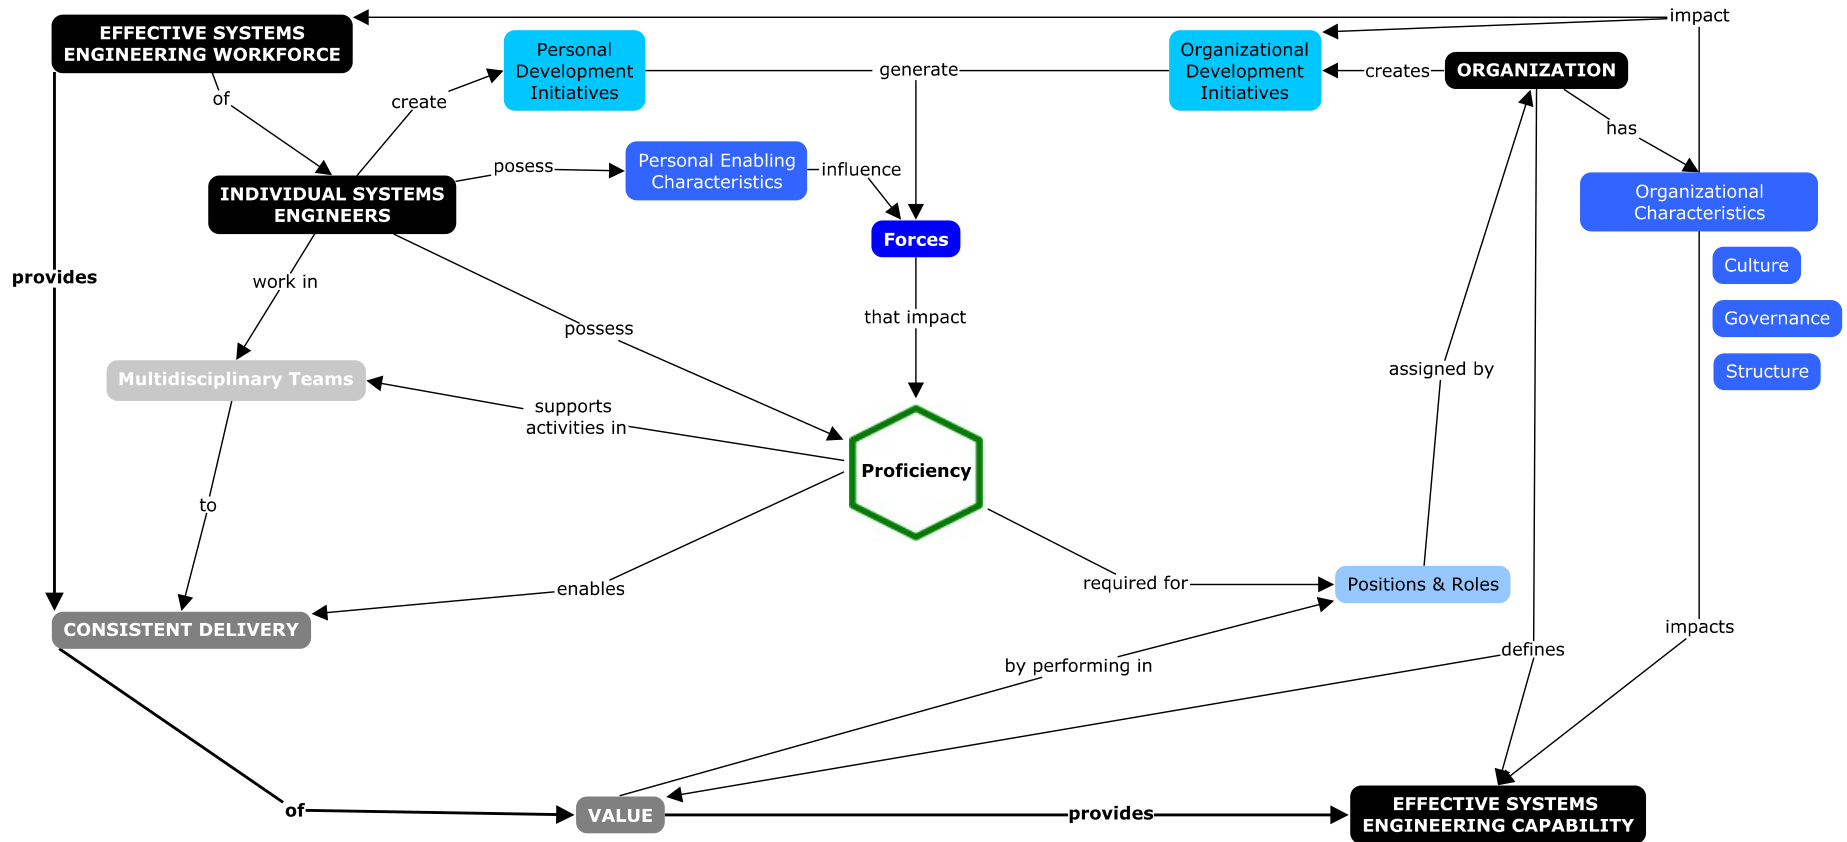 impact
EFFECTIVE SYSTEMS
ENGINEERING WORKFORCE
Personal
Development
Initiatives
generate
Organizational
Development
Initiatives
creates
ORGANIZATION
of
create
has
Personal Enabling
Characteristics
posess
influence
INDIVIDUAL SYSTEMS
ENGINEERS
Organizational
Characteristics
Forces
Culture
provides
work in
that impact
Governance
possess
assigned by
Structure
Multidisciplinary Teams
supports
activities in
Proficiency
to
enables
required for
Positions & Roles
CONSISTENT DELIVERY
impacts
defines
by performing in
of
VALUE
provides
EFFECTIVE SYSTEMS
ENGINEERING CAPABILITY